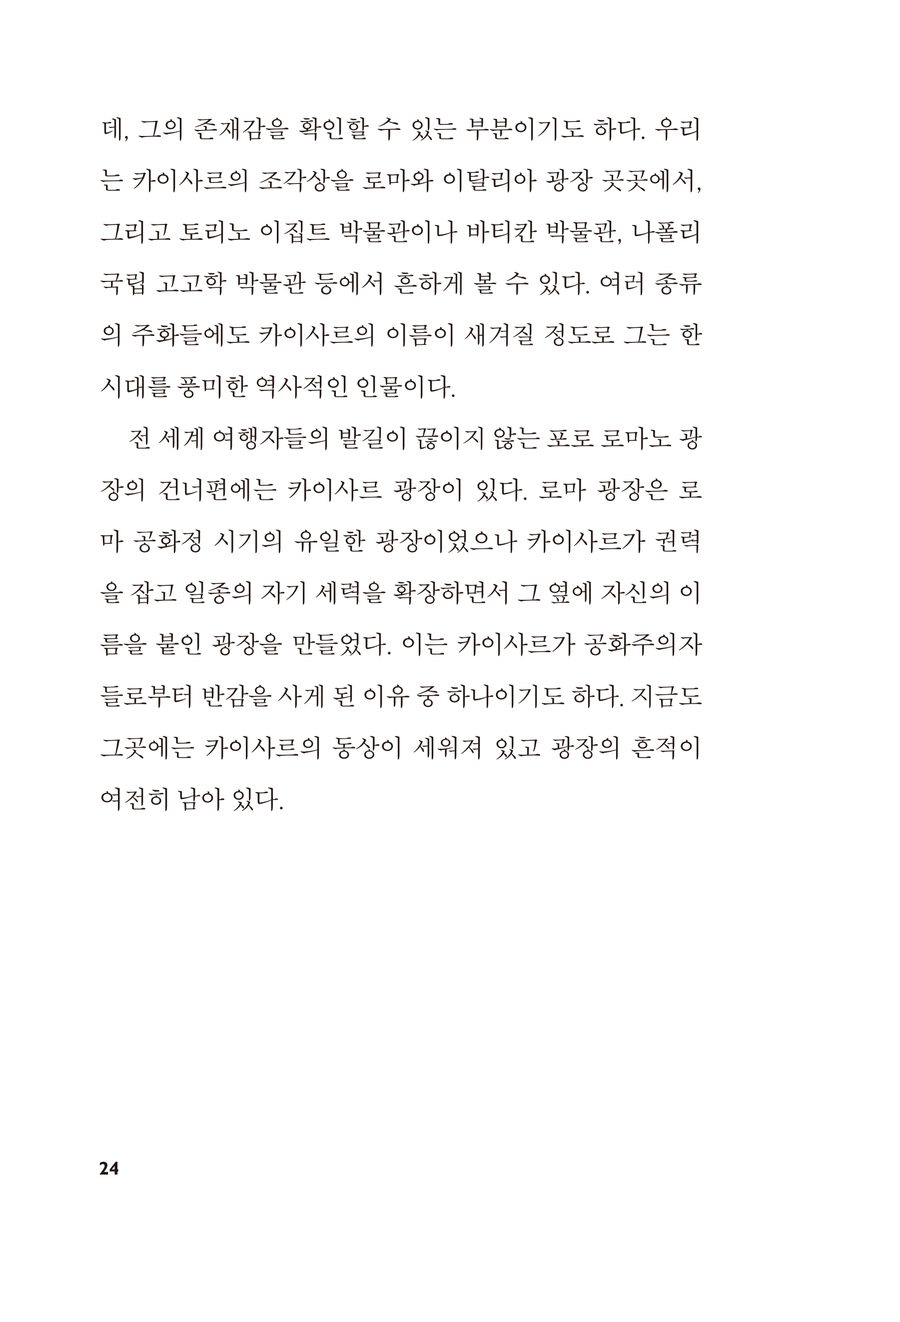 데, 그의 존재감을 확인할 수 있는 부분이기도 하다. 우리
는 카이사르의 조각상을 로마와 이탈리아 광장 곳곳에서,
그리고 토리노 이집트 박물관이나 바티칸 박물관, 나폴리
국립 고고학 박물관 등에서 흔하게 볼 수 있다. 여러 종류
의 주화들에도 카이사르의 이름이 새겨질 정도로 그는 한
시대를 풍미한 역사적인 인물이다.
전 세계 여행자들의 발길이 끊이지 않는 포로 로마노 광
장의 건너편에는 카이사르 광장이 있다. 로마 광장은 로
마 공화정 시기의 유일한 광장이었으나 카이사르가 권력
을 잡고 일종의 자기 세력을 확장하면서 그 옆에 자신의 이
름을 붙인 광장을 만들었다. 이는 카이사르가 공화주의자
들로부터 반감을 사게 된 이유 중 하나이기도 하다. 지금도
그곳에는 카이사르의 동상이 세워져 있고 광장의 흔적이
여전히 남아 있다.
24